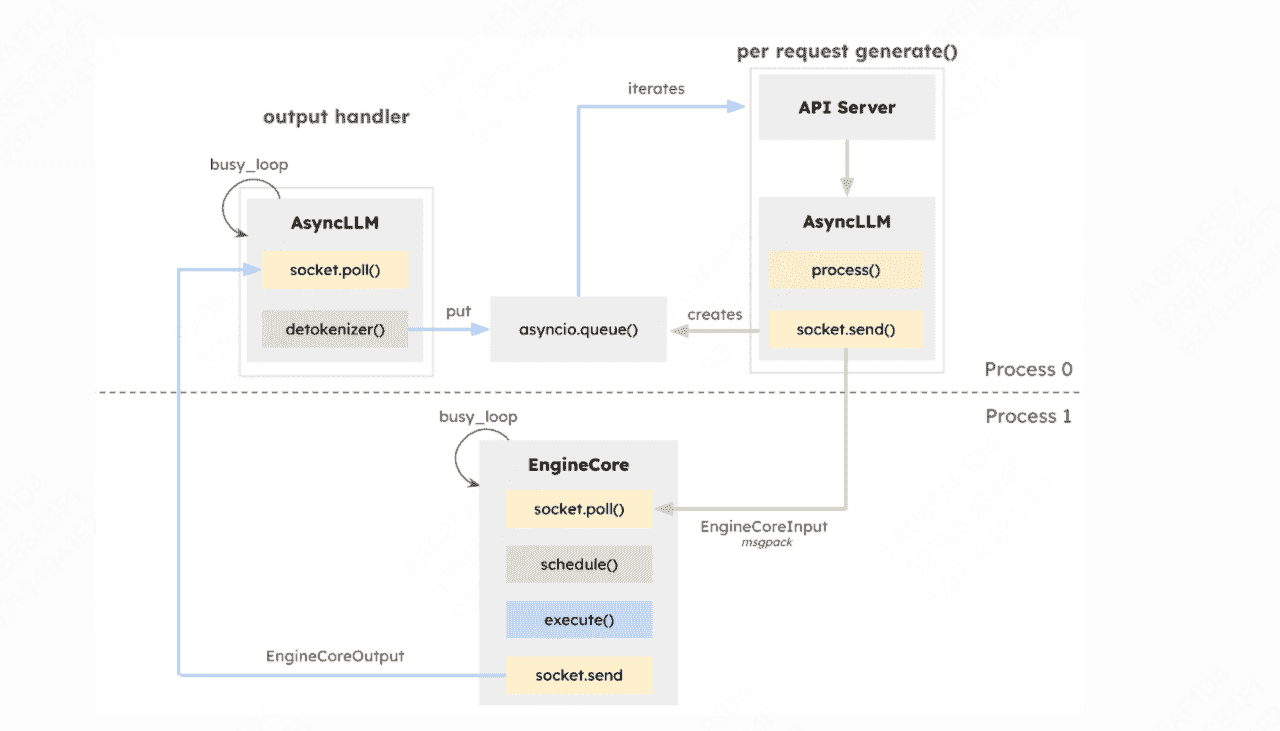 per request generate()
iterates
API Server
output handler
busy_loop
AsyncLLM
AsyncLLM
socket.poll()
process()
detokenizer()
put
asyncio.queue()
creates
socket.send()
Process 0
Process 1
busy_loop
EngineCore
socket.poll()
EngineCoreInput
msgpack
schedule()
execute()
EngineCoreOutput
socket.send